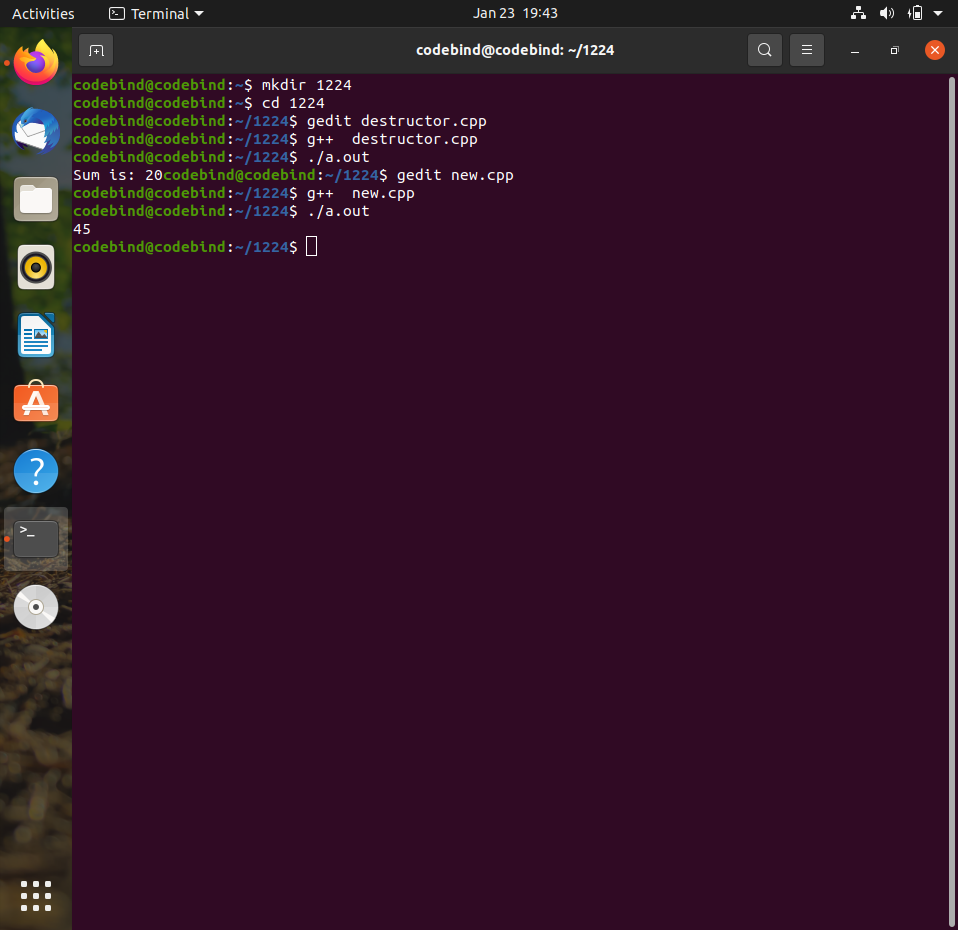 Activities Terminal Jan 23 19:43
codebind@codebind: ~/1224
codebind@codebind:~$ mkdir 1224
codebind@codebind:~$ cd 1224
codebind@codebind:~/1224$ gedit destructor.cpp
codebind@codebind:~/1224$ g++  destructor.cpp
codebind@codebind:~/1224$ ./a.out
Sum is: 20codebind@codebind:~/1224$ gedit new.cpp
codebind@codebind:~/1224$ g++  new.cpp
codebind@codebind:~/1224$ ./a.out
45
codebind@codebind:~/1224$